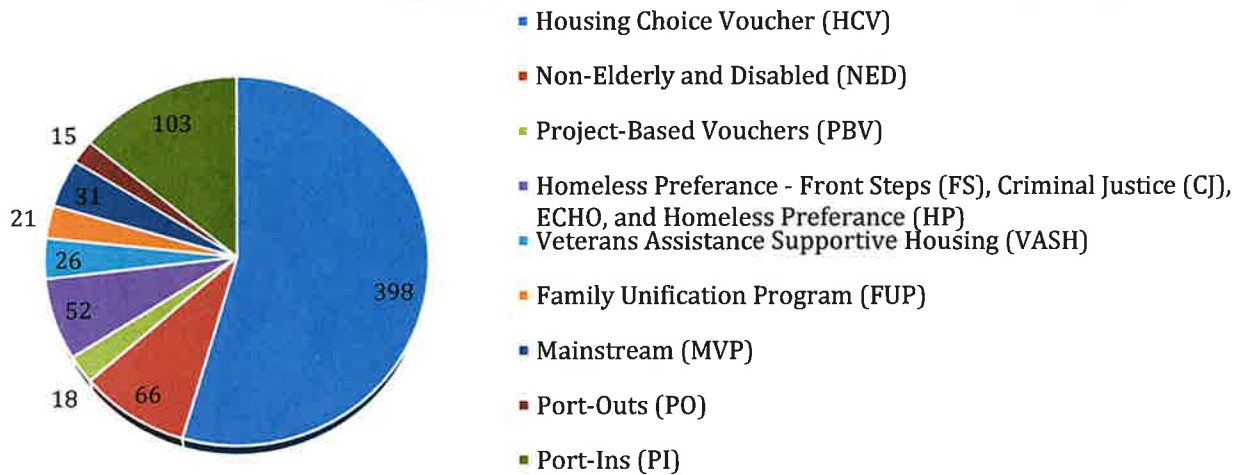 Housing Choice Voucher (HCV)
Non-Elderly and Disabled (NED)
Project-Based Vouchers (PBV)
Homeless Preferance - Front Steps (FS), Criminal Justice (CJ),
ECHO, and Homeless Preferance (HP)
Veterans Assistance Supportive Housing (VASH)
Family Unification Program (FUP)
Mainstream (MVP)
Port-Outs (PO)
Port-Ins (PI)
103
15
31
21
26
52
18
66
398